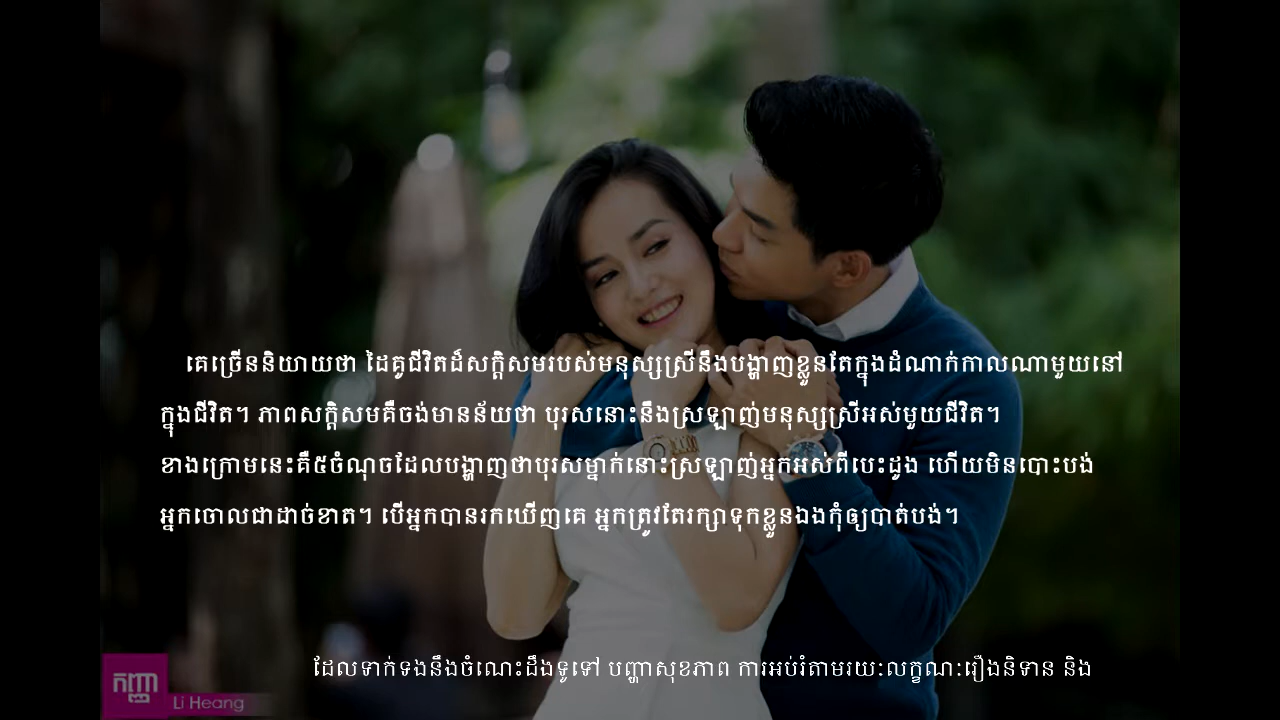 គេច្រើននិយាយថា ដៃគូជីវិតដ៏សក្ដិសមរបស់មនុស្សស្រីនឹងបង្ហាញខ្លួនតែក្នុងដំណាក់កាលណាមួយនៅ
ក្នុងជីវិត។ ភាពសក្ដិសមគឺចង់មានន័យថា បុរសនោះនឹងស្រឡាញ់មនុស្សស្រីអស់មួយជីវិត។
ខាងក្រោមនេះគឺ៥ចំណុចដែលបង្ហាញថាបុរសម្នាក់នោះស្រឡាញ់អ្នកអស់ពីបេះដូង ហើយមិនបោះបង់
អ្នកចោលជាដាច់ខាត។ បើអ្នកបានរកឃើញគេ អ្នកត្រូវតែរក្សាទុកខ្លួនឯងកុំឲ្យបាត់បង់។
ដែលទាក់ទងនឹងចំណេះដឹងទូទៅ បញ្ហាសុខភាព ការអប់រំតាមរយៈលក្ខណៈរឿងនិទាន និង
កញ្ញា
Li Heang